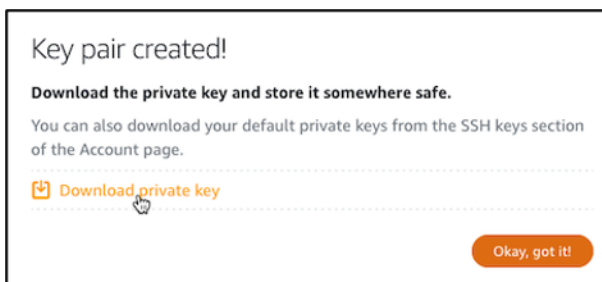 Key pair created!
Download the private key and store it somewhere safe.
You can also download your default private keys from the SSH keys section
of the Account page.
Download private key
Okay, got it!